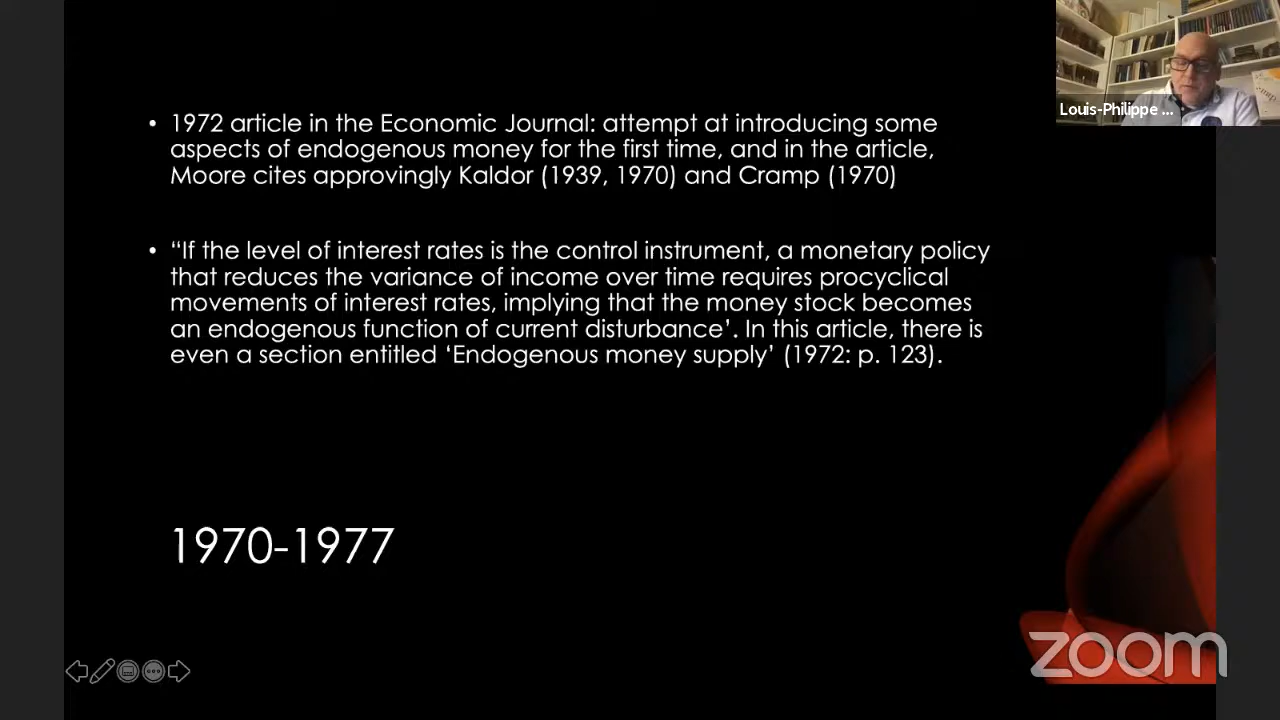 • 1972 article in the Economic Journal: attempt at introducing some
aspects of endogenous money for the first time, and in the article,
Moore cites approvingly Kaldor (1939, 1970) and Cramp (1970)
• “If the level of interest rates is the control instrument, a monetary policy
that reduces the variance of income over time requires procyclical
movements of interest rates, implying that the money stock becomes
an endogenous function of current disturbance’. In this article, there is
even a section entitled ‘Endogenous money supply’ (1972: p. 123).
1970-1977
Louis-Philippe ...
zoom